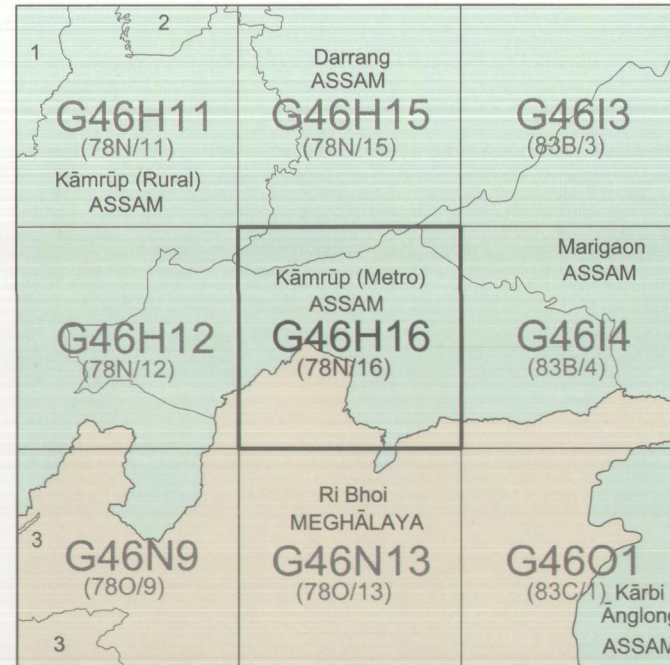 1
2
G46H11
(78N/11)
Kāmrūp (Rural)
ASSAM
Darrang
ASSAM
G46H15
(78N/15)
G46I3
(83B/3)
G46H12
(78N/12)
Kāmrūp (Metro)
ASSAM
G46H16
(78N/16)
Marigaon
ASSAM
G46I4
(83B/4)
3
G46N9
(78O/9)
3
Ri Bhoi
MEGHĀLAYA
G46N13
(78O/13)
G46O1
(83C/1)
Kārbi
Ānglong
ASSAM